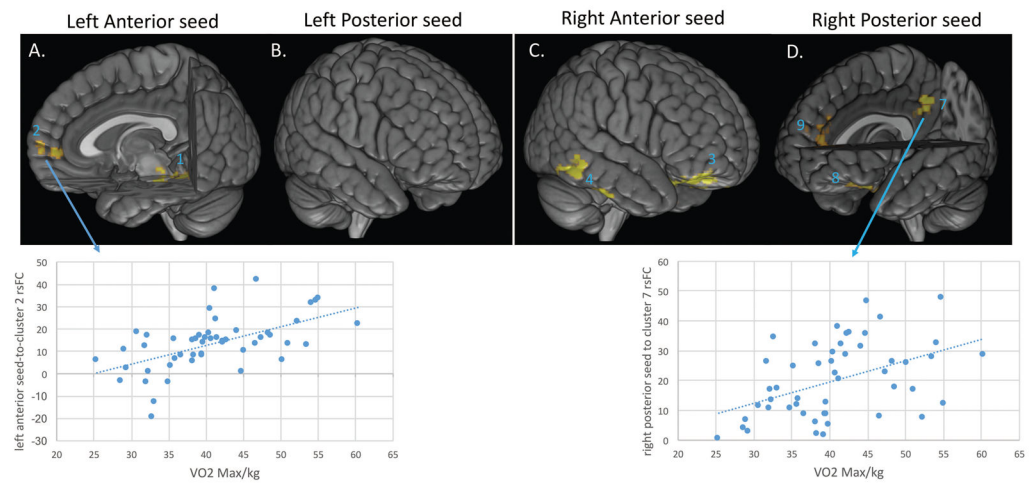 Left Anterior seed
Left Posterior seed
Right Anterior seed
Right Posterior seed
A.
B.
C.
D.
2
1
3
4
7
9
8
left anterior seed-to-cluster 2 rsFC
50
40
30
20
10
0
-10
-20
-30
20 25 30 35 40 45 50 55 60 65
VO2 Max/kg
right posterior seed to cluster 7 rsFC
60
50
40
30
20
10
0
20 25 30 35 40 45 50 55 60 65
VO2 Max/kg